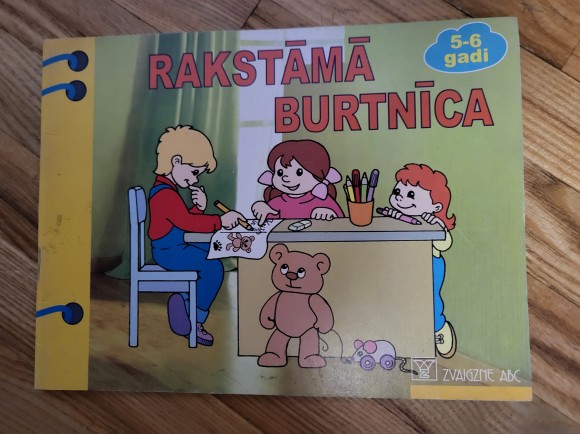 5-6
gadi
RAKSTĀMĀ
BURTNĪCA
ZVAIGZNE ABC